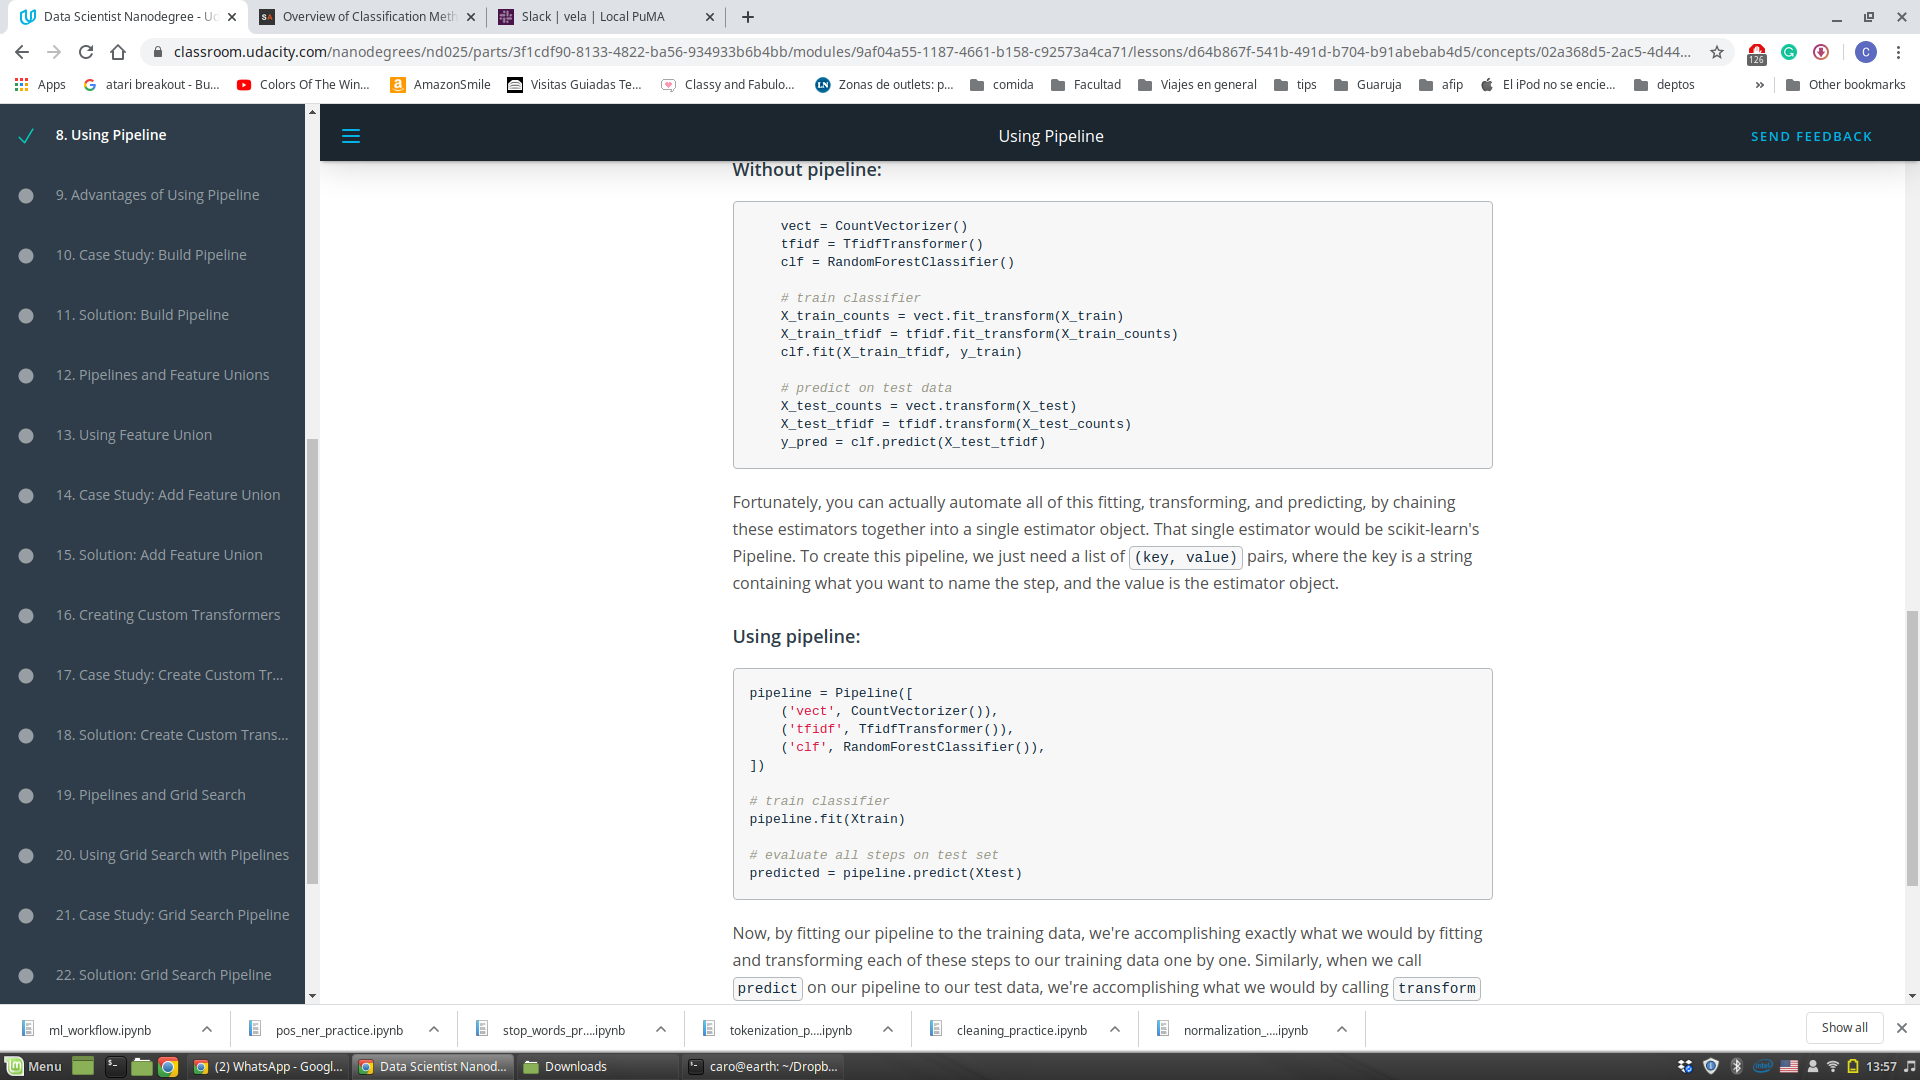 Data Scientist Nanodegree - Ud
Overview of Classification Meth
Slack | vela | Local PuMA
classroom.udacity.com/nanodegrees/nd025/parts/3f1cdf90-8133-4822-ba56-934933b6b4bb/modules/9af04a55-1187-4661-b158-c92573a4ca71/lessons/d64b867f-541b-491d-b704-b91abebab4d5/concepts/02a368d5-2ac5-4d44...
126
C
Apps
atari breakout - Bu...
Colors Of The Win...
AmazonSmile
Visitas Guiadas Te...
Classy and Fabulo...
Zonas de outlets: p...
comida
Facultad
Viajes en general
tips
Guaruja
afip
El iPod no se encie...
deptos
»
Other bookmarks
8. Using Pipeline
9. Advantages of Using Pipeline
10. Case Study: Build Pipeline
11. Solution: Build Pipeline
12. Pipelines and Feature Unions
13. Using Feature Union
14. Case Study: Add Feature Union
15. Solution: Add Feature Union
16. Creating Custom Transformers
17. Case Study: Create Custom Tr...
18. Solution: Create Custom Trans...
19. Pipelines and Grid Search
20. Using Grid Search with Pipelines
21. Case Study: Grid Search Pipeline
22. Solution: Grid Search Pipeline
Using Pipeline
SEND FEEDBACK
Without pipeline:
vect = CountVectorizer()
tfidf = TfidfTransformer()
clf = RandomForestClassifier()
# train classifier
X_train_counts = vect.fit_transform(X_train)
X_train_tfidf = tfidf.fit_transform(X_train_counts)
clf.fit(X_train_tfidf, y_train)
# predict on test data
X_test_counts = vect.transform(X_test)
X_test_tfidf = tfidf.transform(X_test_counts)
y_pred = clf.predict(X_test_tfidf)
Fortunately, you can actually automate all of this fitting, transforming, and predicting, by chaining
these estimators together into a single estimator object. That single estimator would be scikit-learn's
Pipeline. To create this pipeline, we just need a list of (key, value) pairs, where the key is a string
containing what you want to name the step, and the value is the estimator object.
Using pipeline:
pipeline = Pipeline([
('vect', CountVectorizer()),
('tfidf', TfidfTransformer()),
('clf', RandomForestClassifier()),
])
# train classifier
pipeline.fit(Xtrain)
# evaluate all steps on test set
predicted = pipeline.predict(Xtest)
Now, by fitting our pipeline to the training data, we're accomplishing exactly what we would by fitting
and transforming each of these steps to our training data one by one. Similarly, when we call
predict on our pipeline to our test data, we're accomplishing what we would by calling transform
ml_workflow.ipynb
pos_ner_practice.ipynb
stop_words_pr....ipynb
tokenization_p....ipynb
cleaning_practice.ipynb
normalization_....ipynb
Show all
Menu
(2) WhatsApp - Googl...
Data Scientist Nanod...
Downloads
caro@earth: ~/Dropb...
13:57